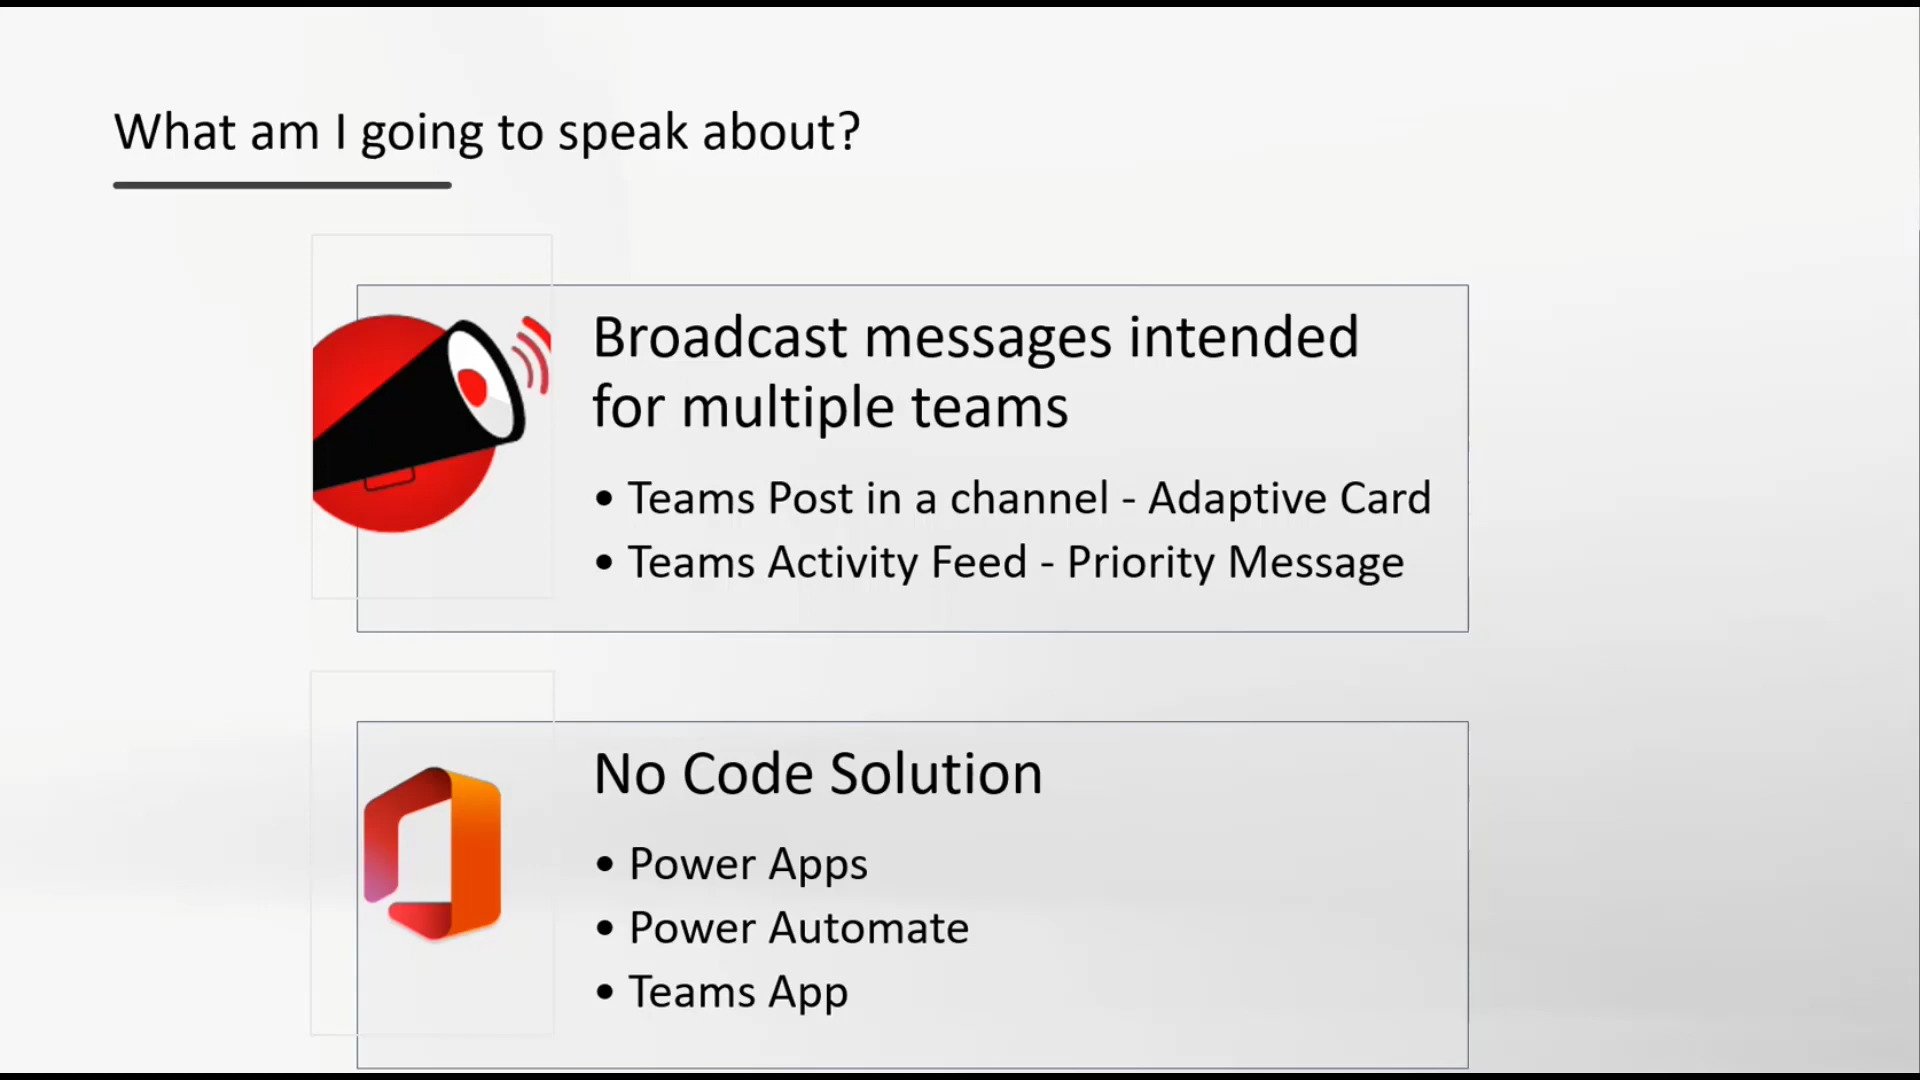 What am I going to speak about?
Broadcast messages intended
for multiple teams
• Teams Post in a channel - Adaptive Card
• Teams Activity Feed - Priority Message
No Code Solution
• Power Apps
• Power Automate
• Teams App